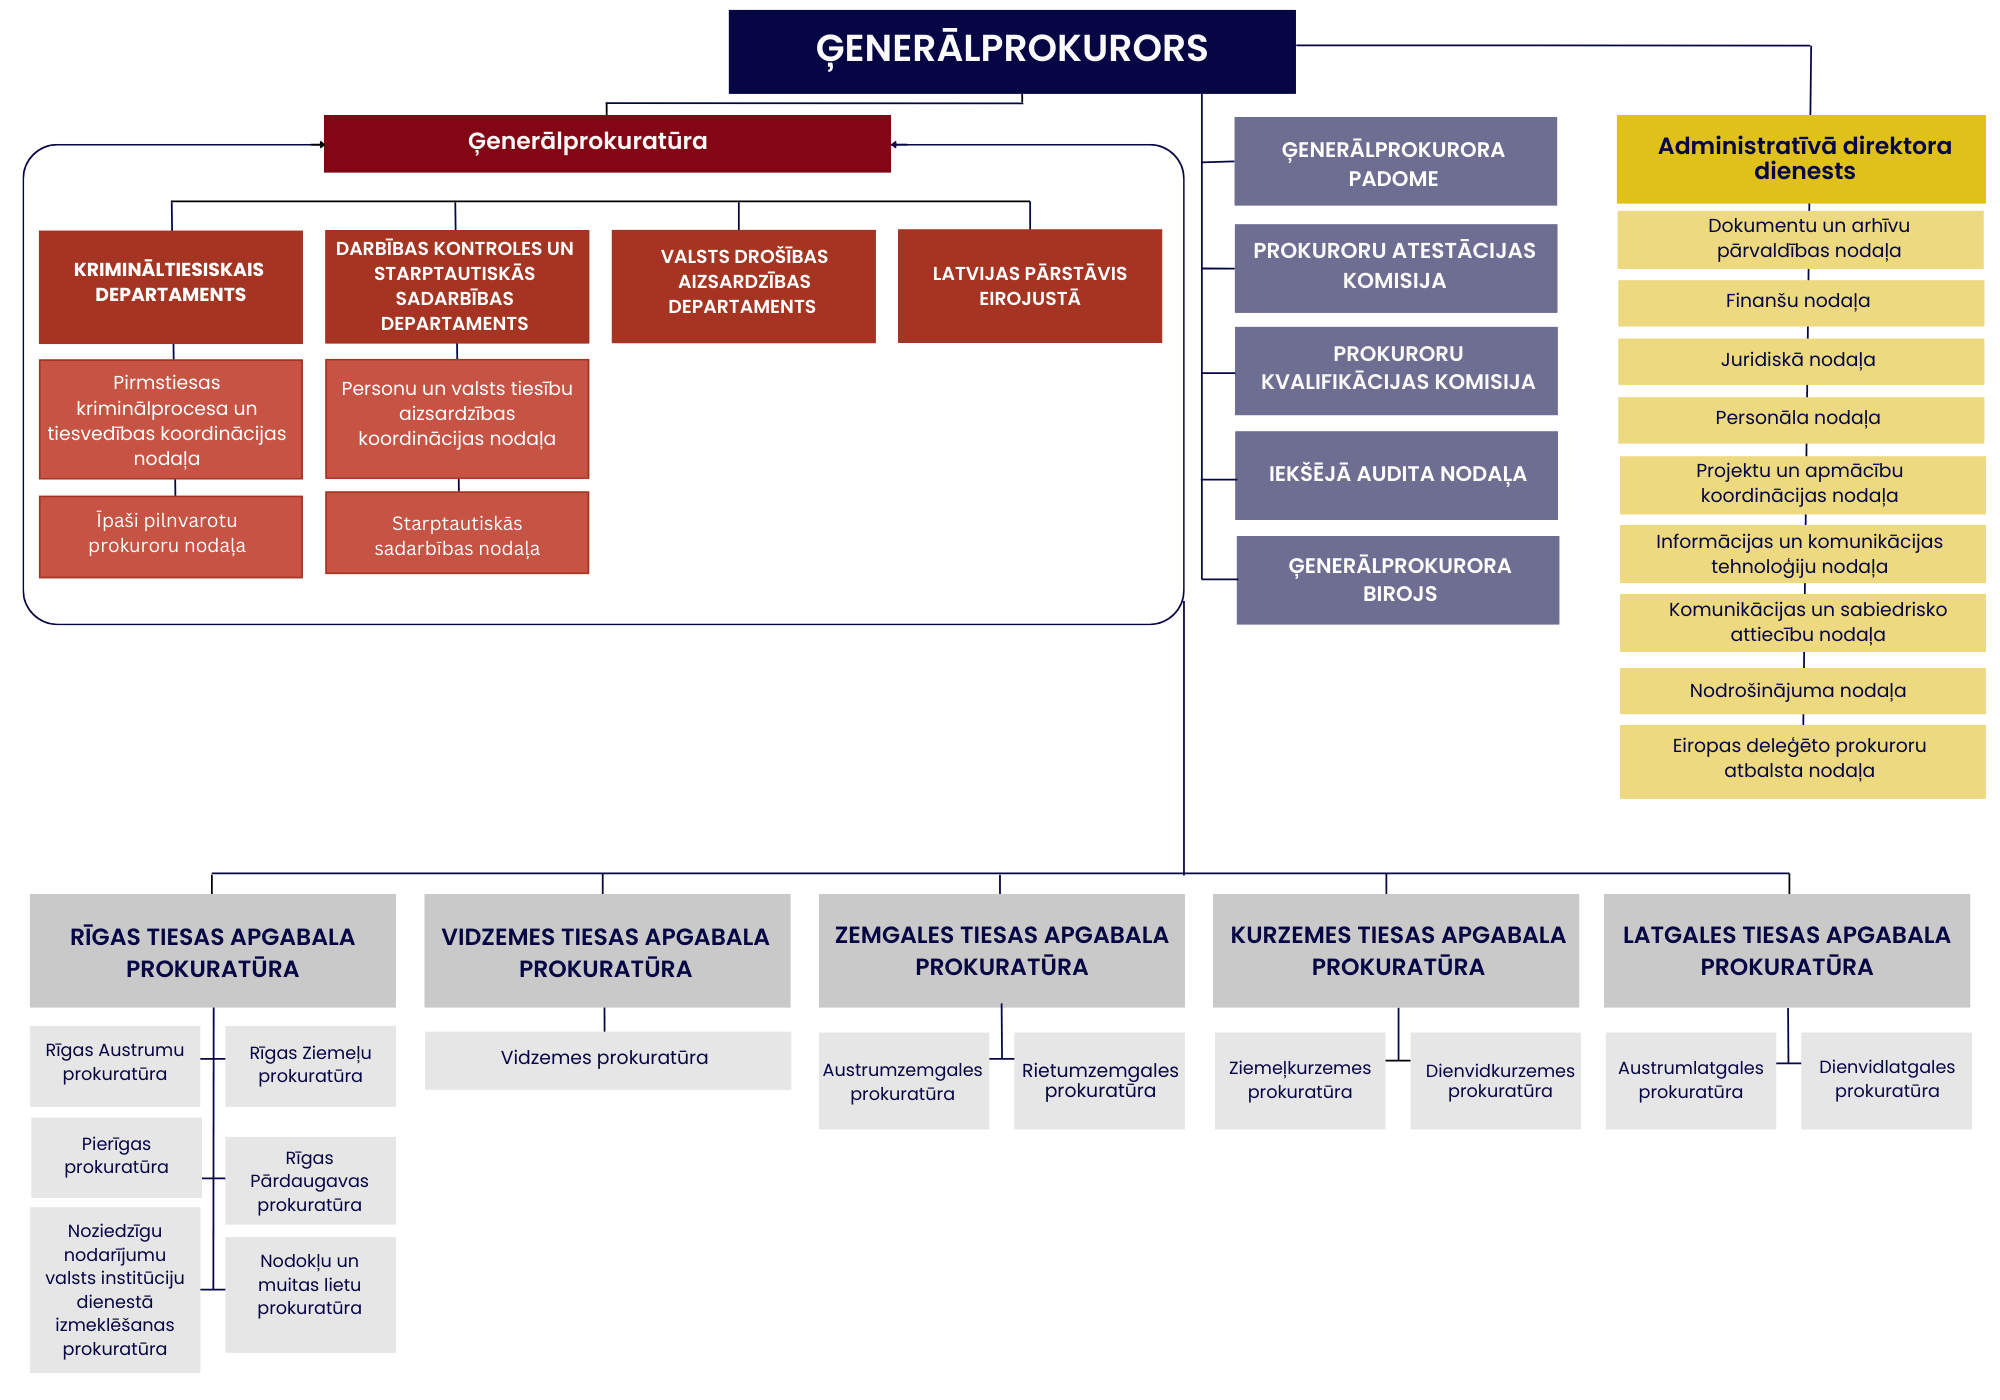 ĢENERĀLPROKURORS
Ģenerālprokuratūra
KRIMINĀLTIESISKAIS
DEPARTAMENTS
Pirmstiesas
kriminālprocesa un
tiesvedības koordinācijas
nodaļa
Īpaši pilnvarotu
prokuroru nodaļa
DARBĪBAS KONTROLES UN
STARPTAUTISKĀS
SADARBĪBAS
DEPARTAMENTS
Personu un valsts tiesību
aizsardzības
koordinācijas nodaļa
Starptautiskās
sadarbības nodaļa
VALSTS DROŠĪBAS
AIZSARDZĪBAS
DEPARTAMENTS
LATVIJAS PĀRSTĀVIS
EIROJUSTĀ
ĢENERĀLPROKURORA
PADOME
PROKURORU ATESTĀCIJAS
KOMISIJA
PROKURORU
KVALIFIKĀCIJAS KOMISIJA
IEKŠĒJĀ AUDITA NODAĻA
ĢENERĀLPROKURORA
BIROJS
Administratīvā direktora
dienests
Dokumentu un arhīvu
pārvaldības nodaļa
Finanšu nodaļa
Juridiskā nodaļa
Personāla nodaļa
Projektu un apmācību
koordinācijas nodaļa
Informācijas un komunikācijas
tehnoloģiju nodaļa
Komunikācijas un sabiedrisko
attiecību nodaļa
Nodrošinājuma nodaļa
Eiropas deleģēto prokuroru
atbalsta nodaļa
RĪGAS TIESAS APGABALA
PROKURATŪRA
Rīgas Austrumu
prokuratūra
Rīgas Ziemeļu
prokuratūra
Pierīgas
prokuratūra
Rīgas
Pārdaugavas
prokuratūra
Noziedzīgu
nodarījumu
valsts institūciju
dienestā
izmeklēšanas
prokuratūra
Nodokļu un
muitas lietu
prokuratūra
VIDZEMES TIESAS APGABALA
PROKURATŪRA
Vidzemes prokuratūra
ZEMGALES TIESAS APGABALA
PROKURATŪRA
Austrumzemgales
prokuratūra
Rietumzemgales
prokuratūra
KURZEMES TIESAS APGABALA
PROKURATŪRA
Ziemeļkurzemes
prokuratūra
Dienvidkurzemes
prokuratūra
LATGALES TIESAS APGABALA
PROKURATŪRA
Austrumlatgales
prokuratūra
Dienvidlatgales
prokuratūra